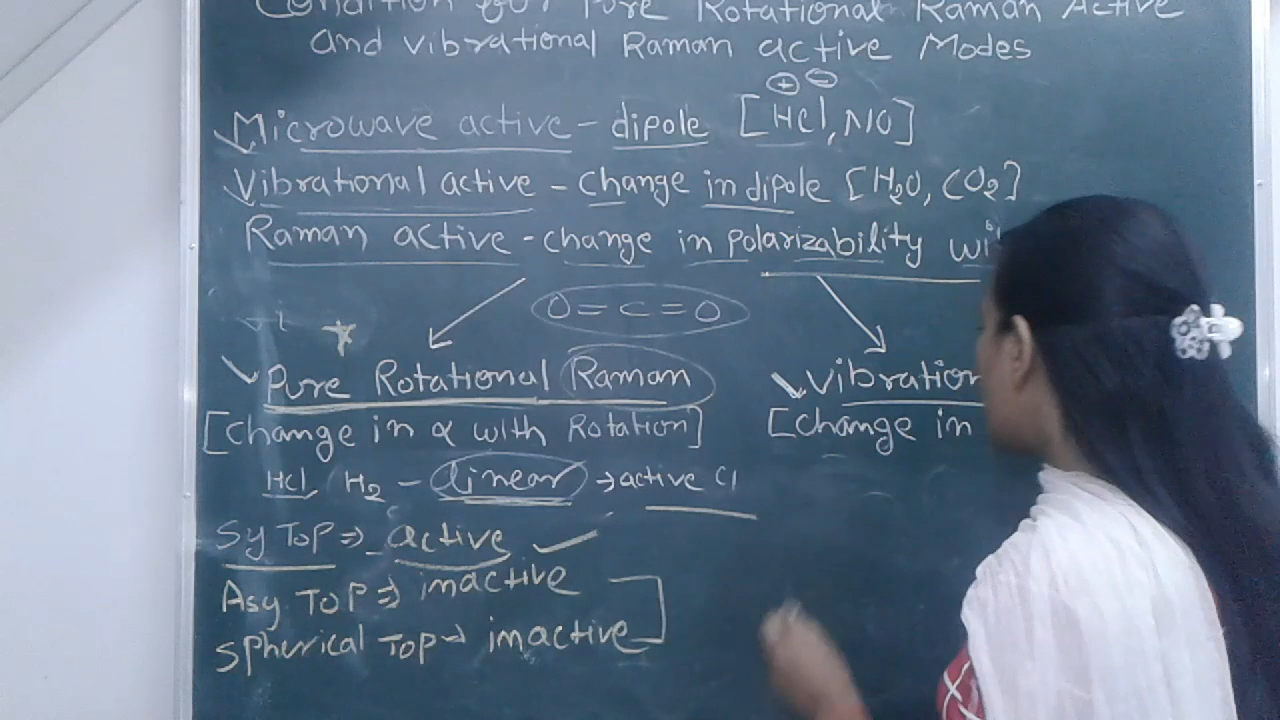 Condition for Pure Rotational Raman Active
and vibrational Raman active Modes
⊕ ⊖
Microwave active - dipole [HCl, NO]
Vibrational active - change in dipole [H₂O, CO₂]
Raman active - change in polarizability
O = C = O
Pure Rotational Raman
[change in α with Rotation]
HCl H₂ - linear → active
Sy Top ⇒ active ✓
Asy Top ⇒ inactive
Spherical Top → inactive
Vibration
[change in